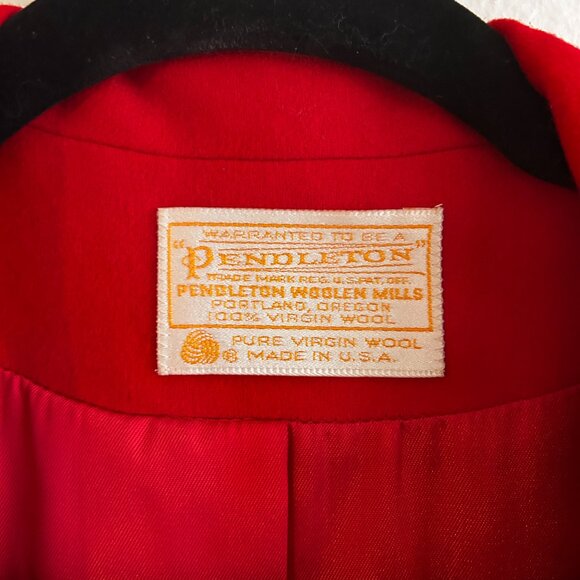 WARRANTED TO BE A
"PENDLETON"
TRADE MARK REG. U.S. PAT. OFF.
PENDLETON WOOLEN MILLS
PORTLAND, OREGON
100% VIRGIN WOOL
PURE VIRGIN WOOL
® MADE IN U.S.A.